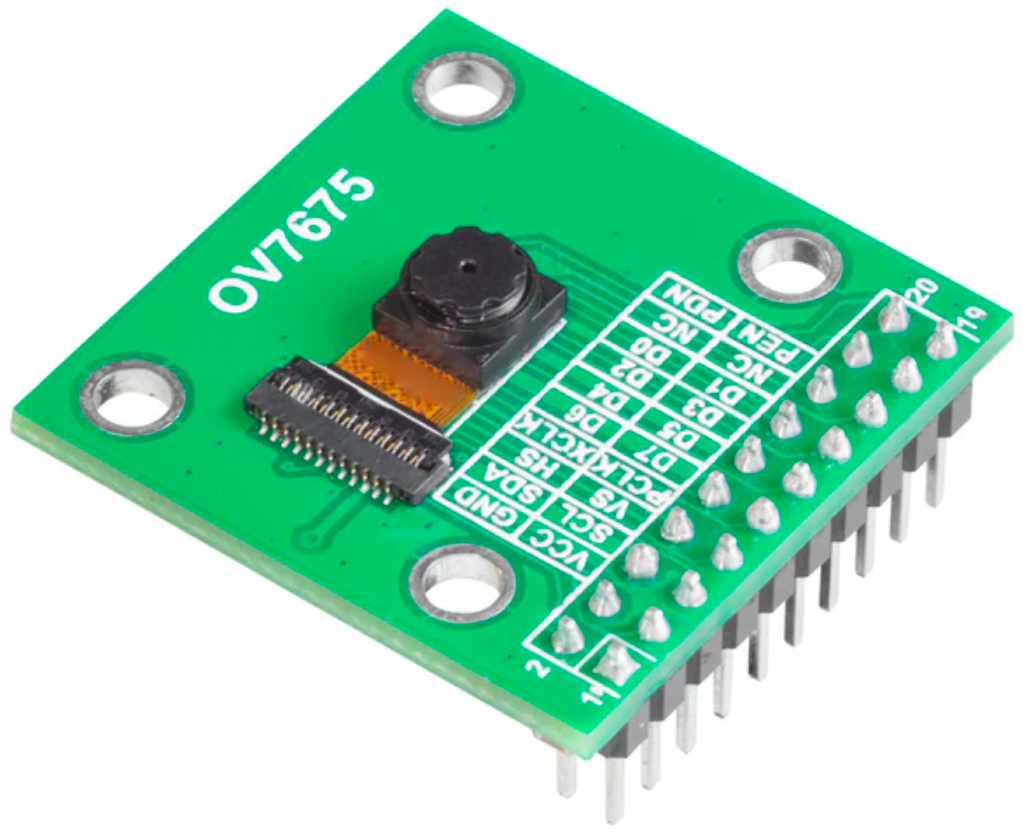 OV7675
20
19
PDN PEN
NC NC
D0 D1
D2 D3
D4 D5
D6 D7
XCLK PCLK
HS VS
SDA SCL
GND VCC
2
1